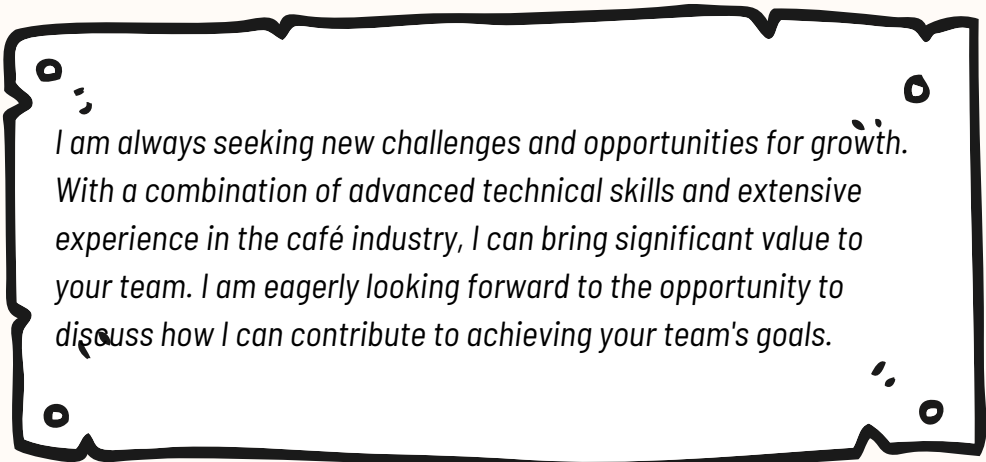 I am always seeking new challenges and opportunities for growth.
With a combination of advanced technical skills and extensive
experience in the café industry, I can bring significant value to
your team. I am eagerly looking forward to the opportunity to
discuss how I can contribute to achieving your team's goals.